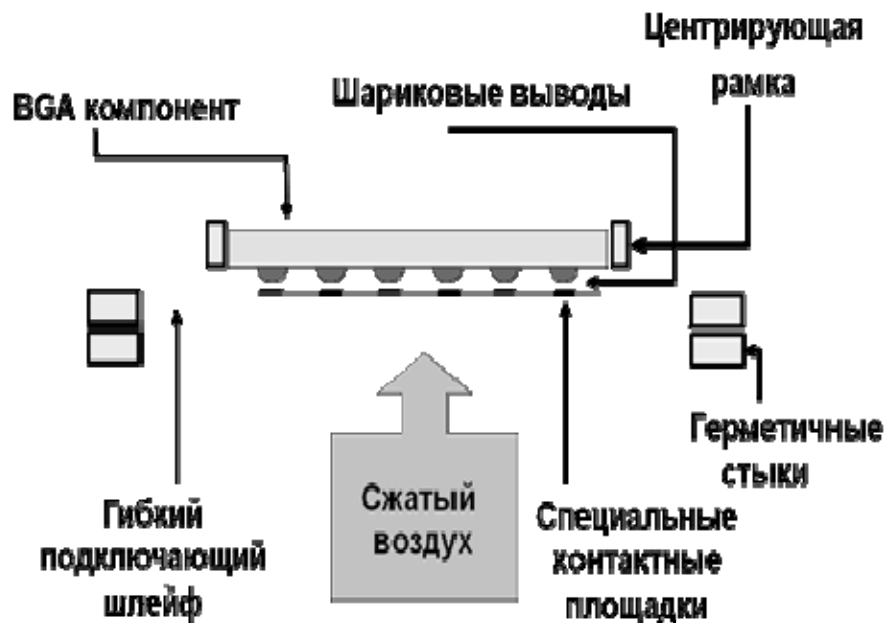 Центрирующая
рамка
Шариковые выводы
BGA компонент
Герметичные
стыки
Сжатый
воздух
Гибкий
подключающий
шлейф
Специальные
контактные
площадки